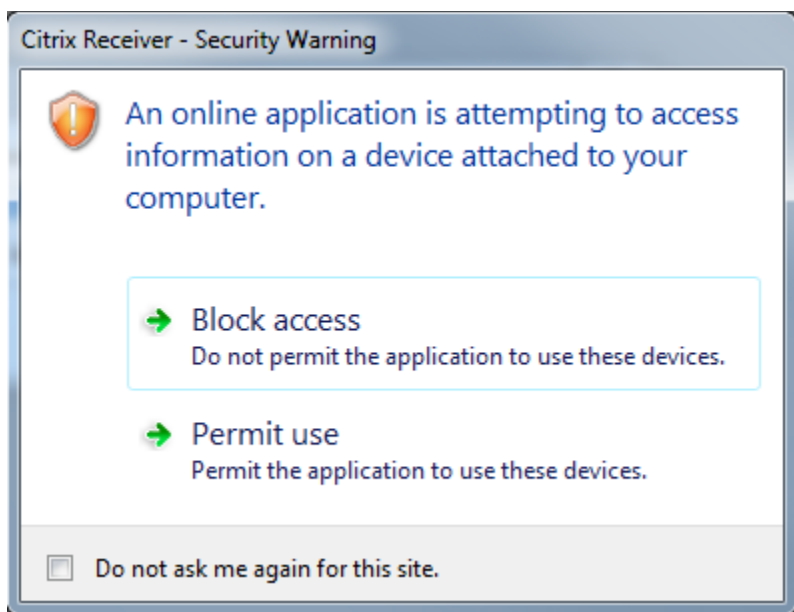 Citrix Receiver - Security Warning
An online application is attempting to access
information on a device attached to your
computer.
Block access
Do not permit the application to use these devices.
Permit use
Permit the application to use these devices.
Do not ask me again for this site.